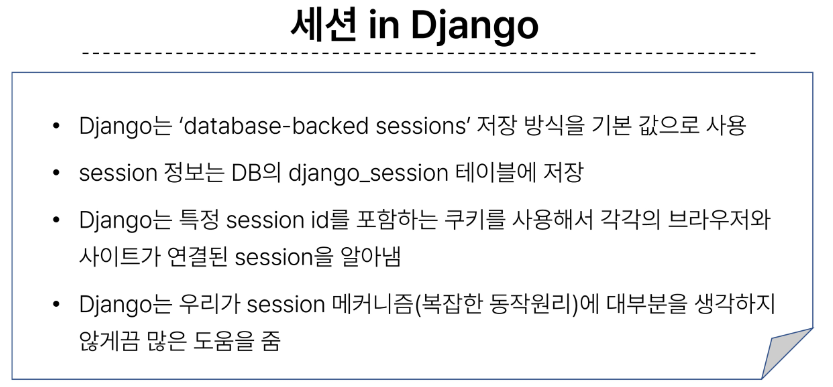 세션 in Django
• Django는 ‘database-backed sessions’ 저장 방식을 기본 값으로 사용
• session 정보는 DB의 django_session 테이블에 저장
• Django는 특정 session id를 포함하는 쿠키를 사용해서 각각의 브라우저와
사이트가 연결된 session을 알아냄
• Django는 우리가 session 메커니즘(복잡한 동작원리)에 대부분을 생각하지
않게끔 많은 도움을 줌